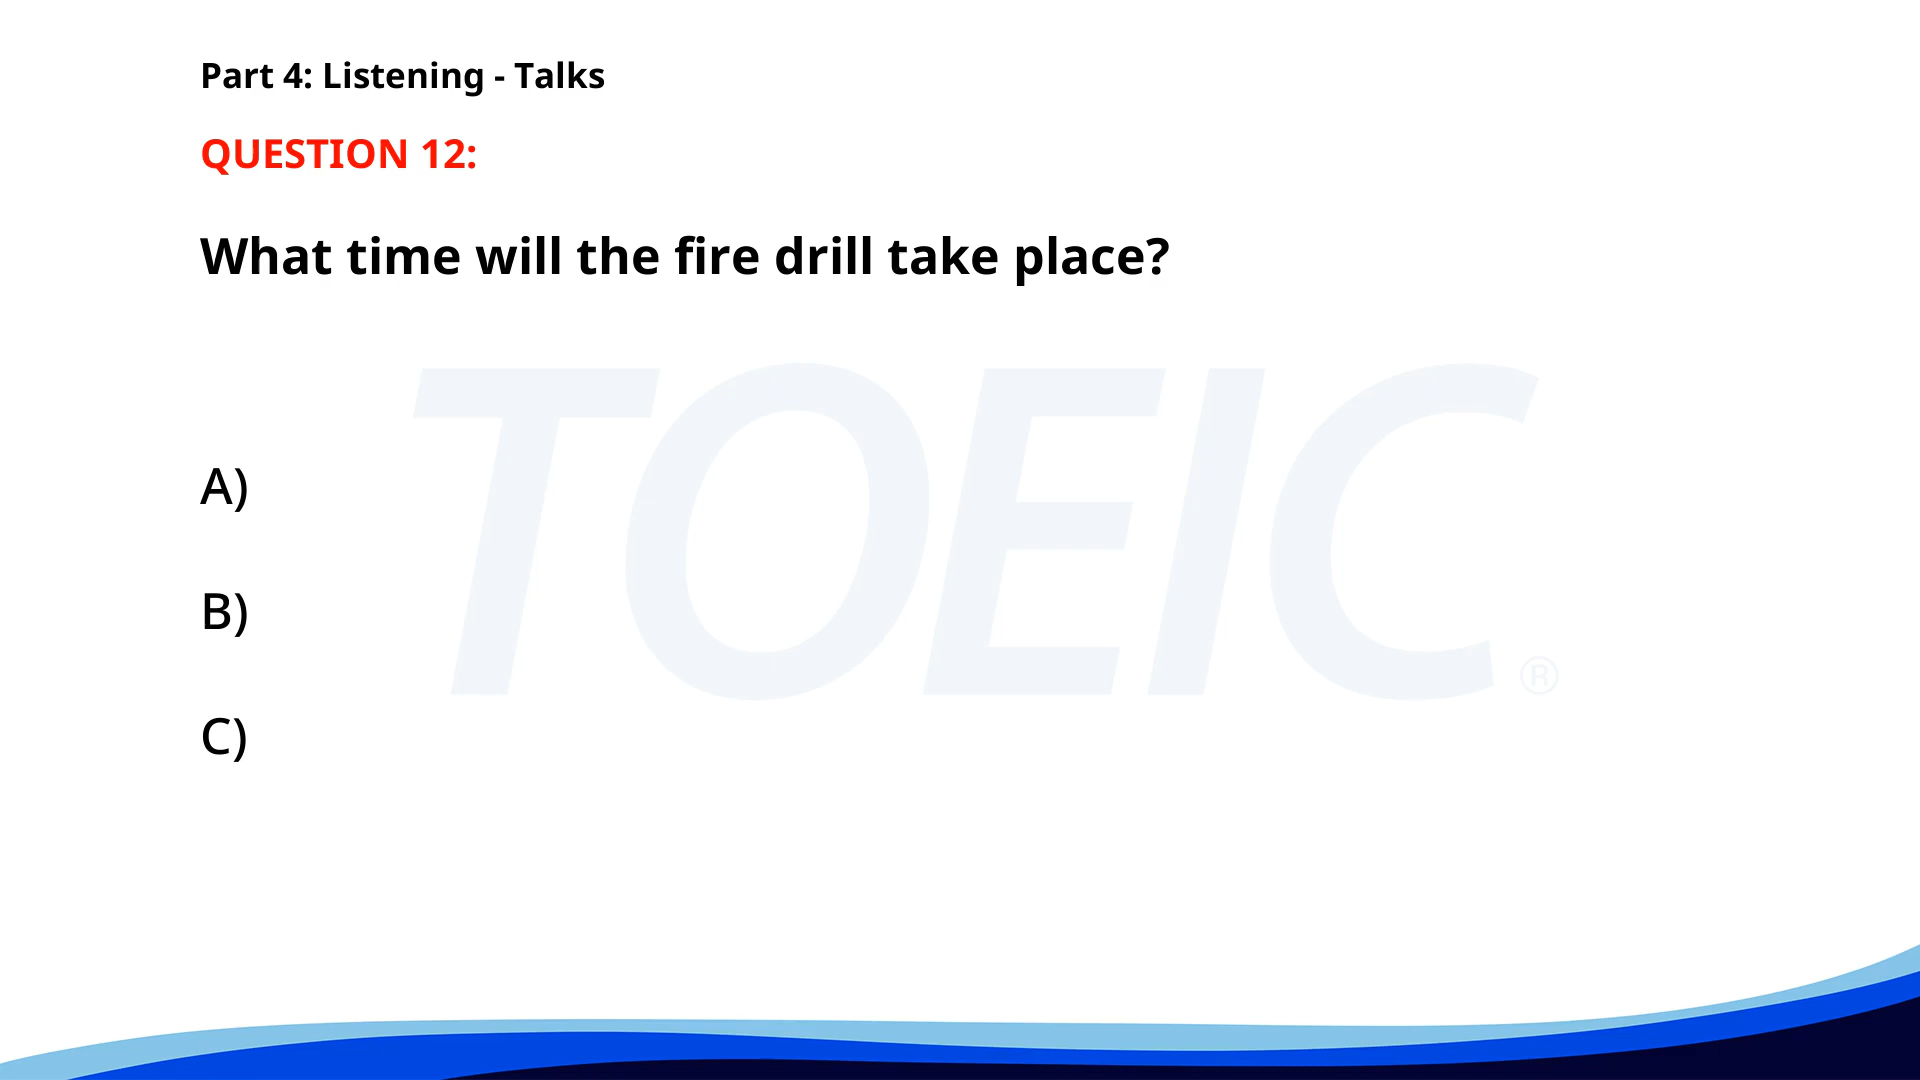 Part 4: Listening - Talks
QUESTION 12:
What time will the fire drill take place?
TOEIC®
A)
B)
C)